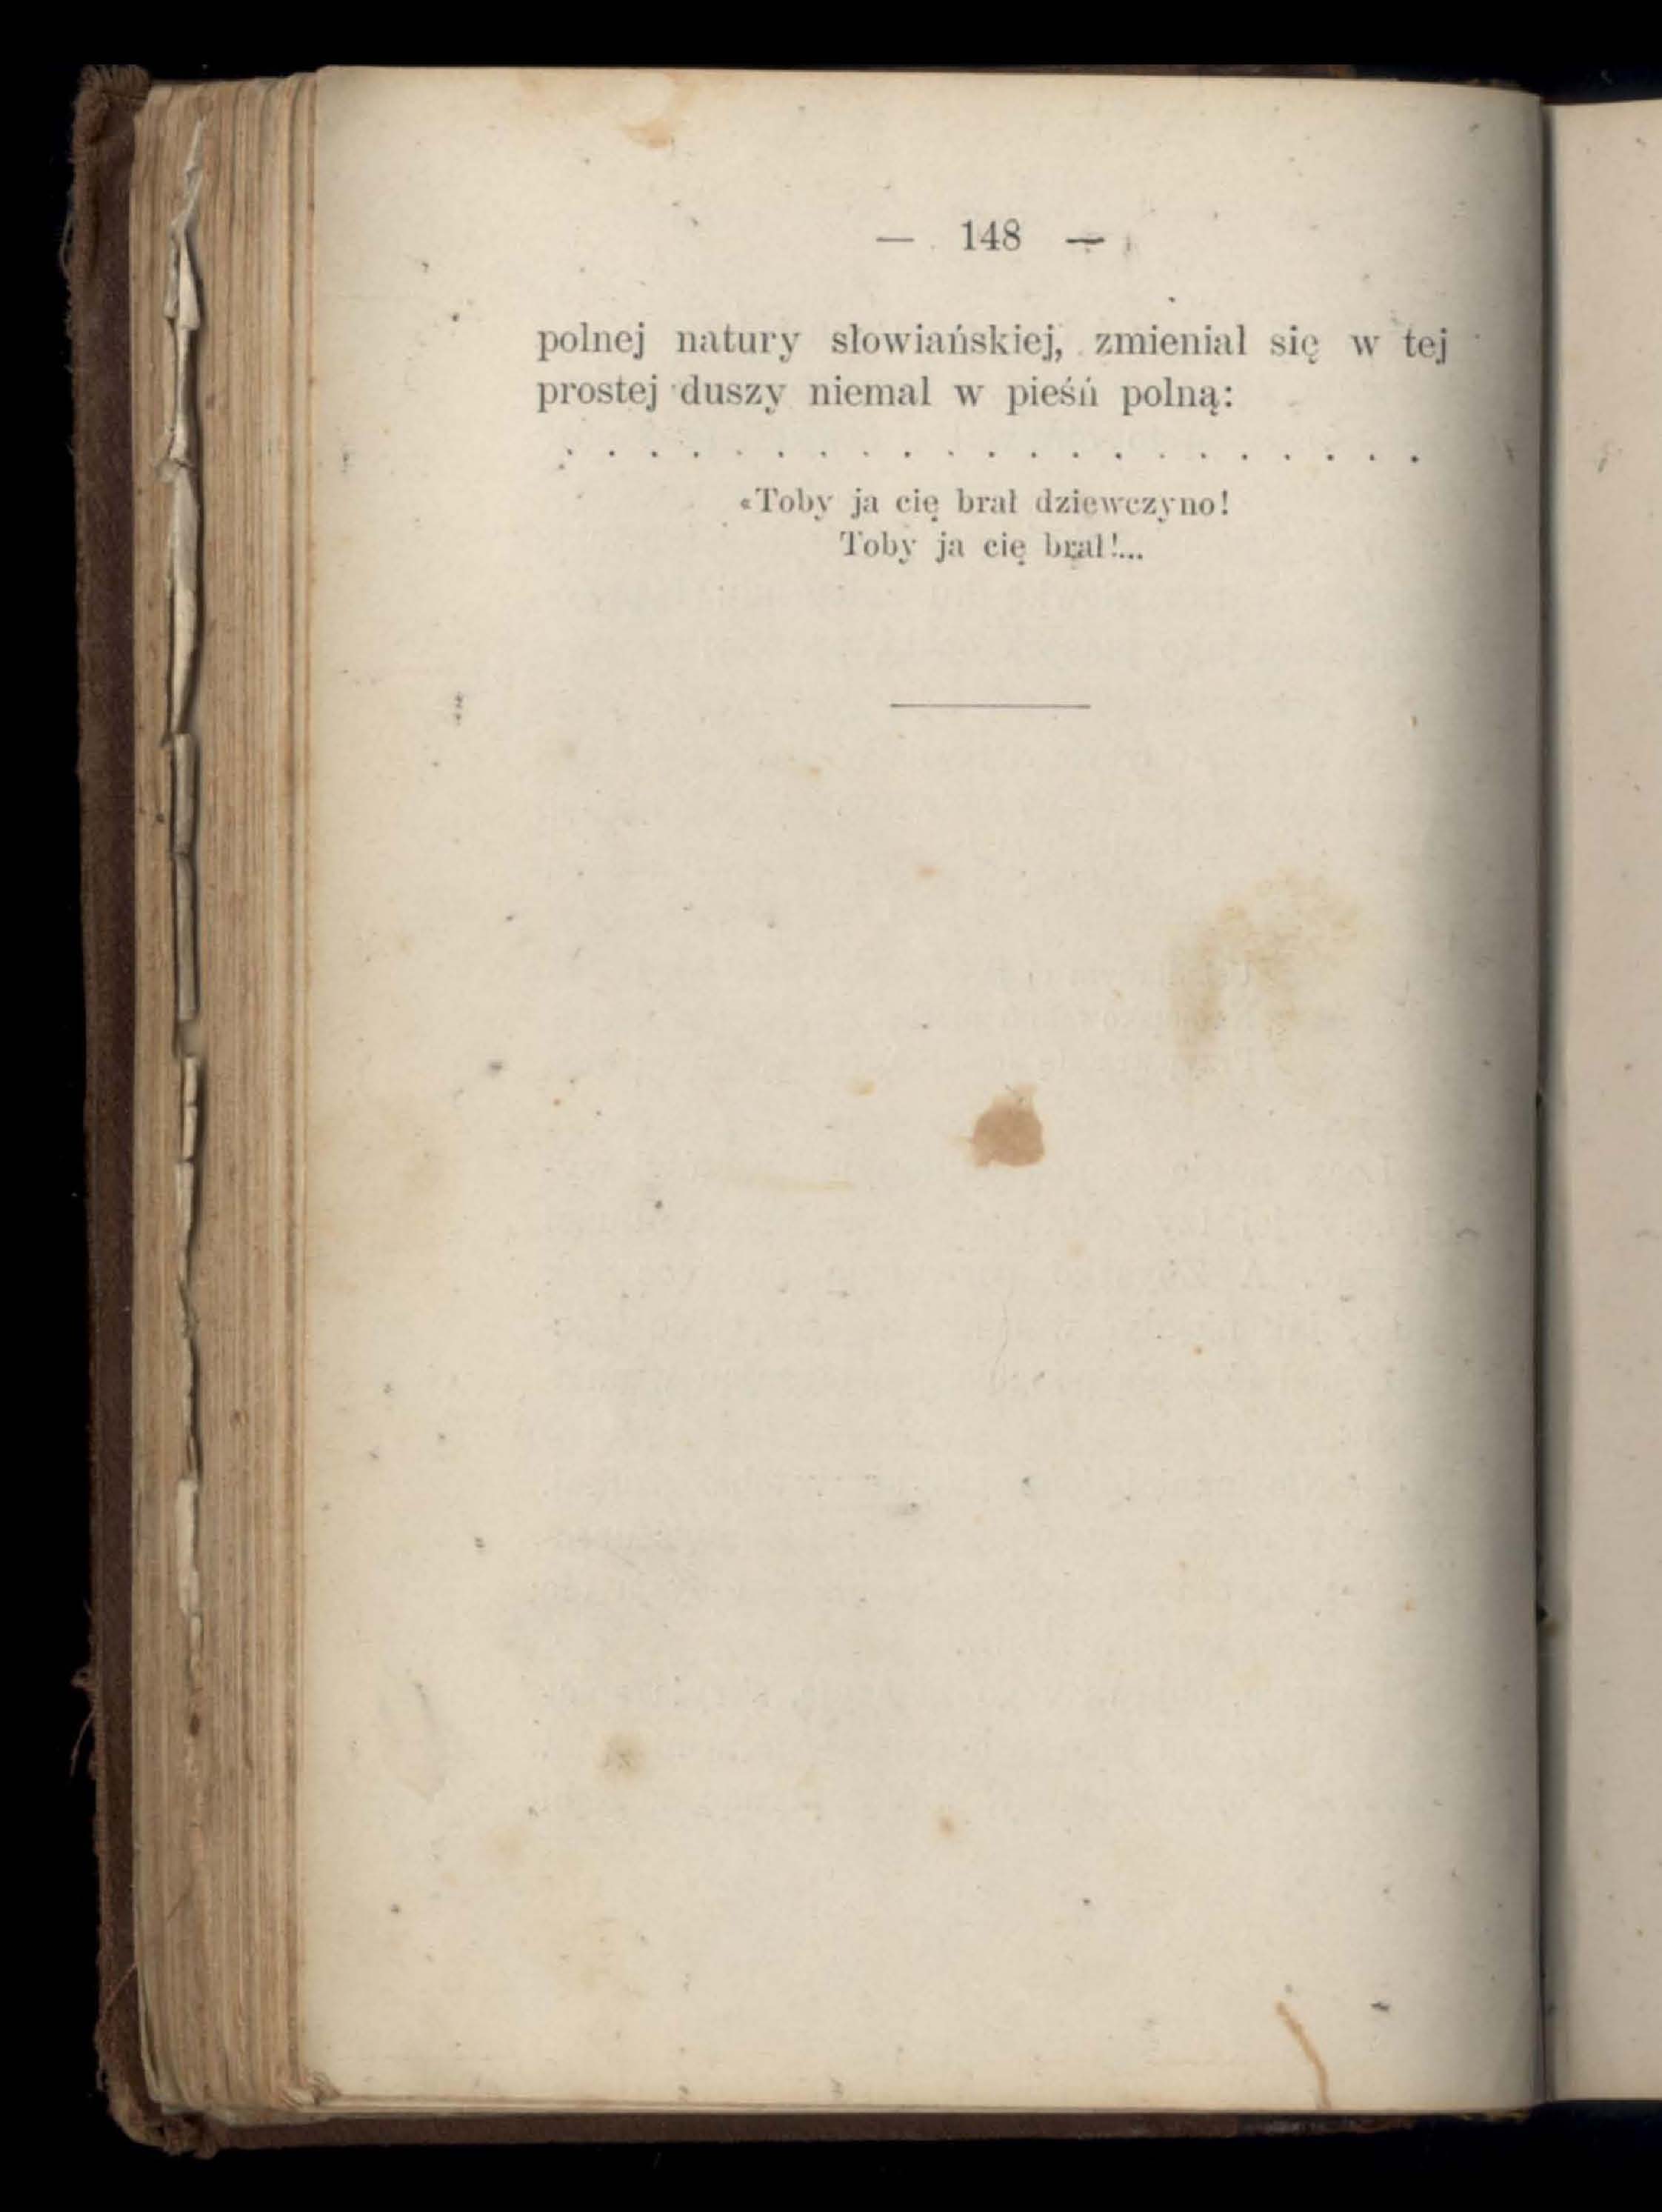 — 148 —
polnej natury słowiańskiej, zmieniał się w tej
prostej duszy niemal w pieśń polną:
. . . . . . . . . . . . . . . . . . . . .
«Toby ja cię brał dziewczyno!
Toby ja cię brał!...